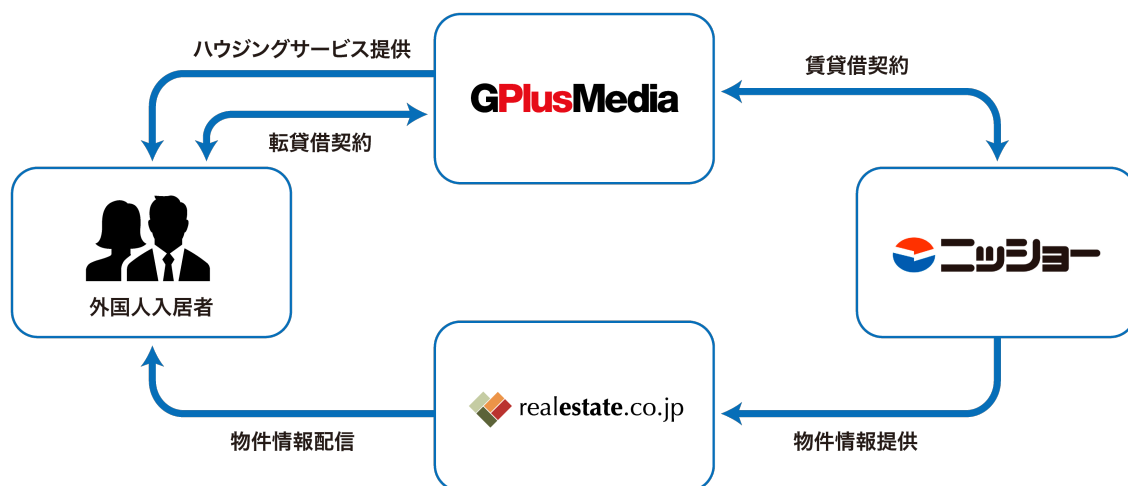 ハウジングサービス提供
GPlusMedia
賃貸借契約
転貸借契約
外国人入居者
ニッショー
realestate.co.jp
物件情報配信
物件情報提供